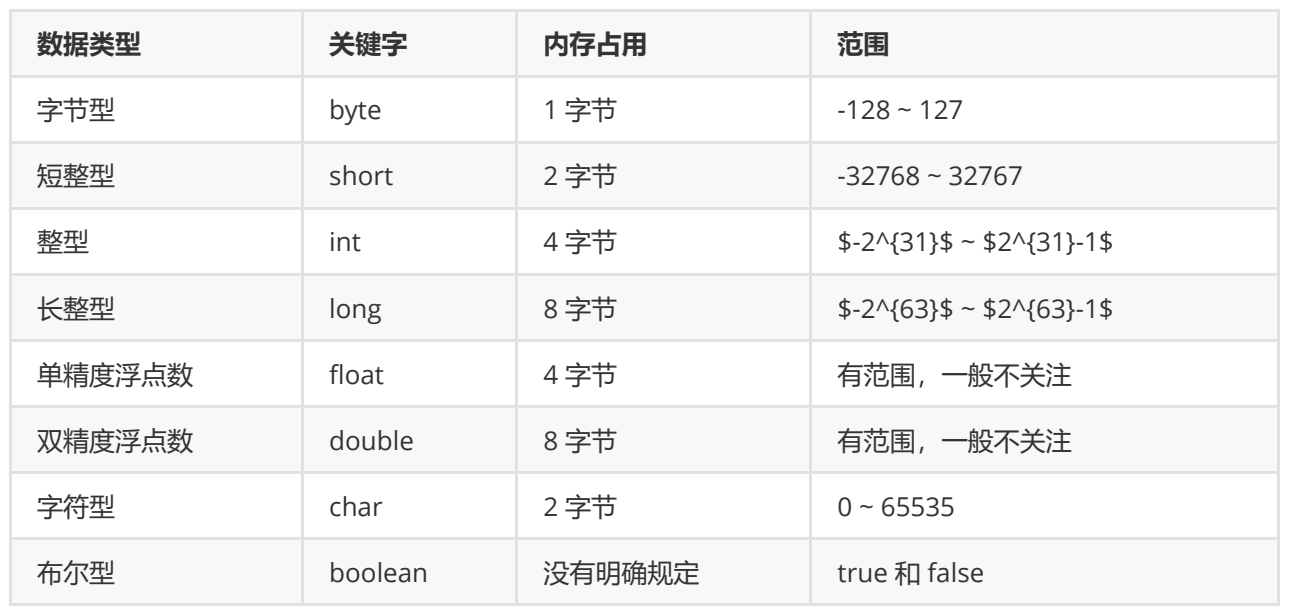 数据类型 关键字 内存占用 范围
字节型 byte 1 字节 -128 ~ 127
短整型 short 2 字节 -32768 ~ 32767
整型 int 4 字节 $-2^{31}$ ~ $2^{31}-1$
长整型 long 8 字节 $-2^{63}$ ~ $2^{63}-1$
单精度浮点数 float 4 字节 有范围，一般不关注
双精度浮点数 double 8 字节 有范围，一般不关注
字符型 char 2 字节 0 ~ 65535
布尔型 boolean 没有明确规定 true 和 false